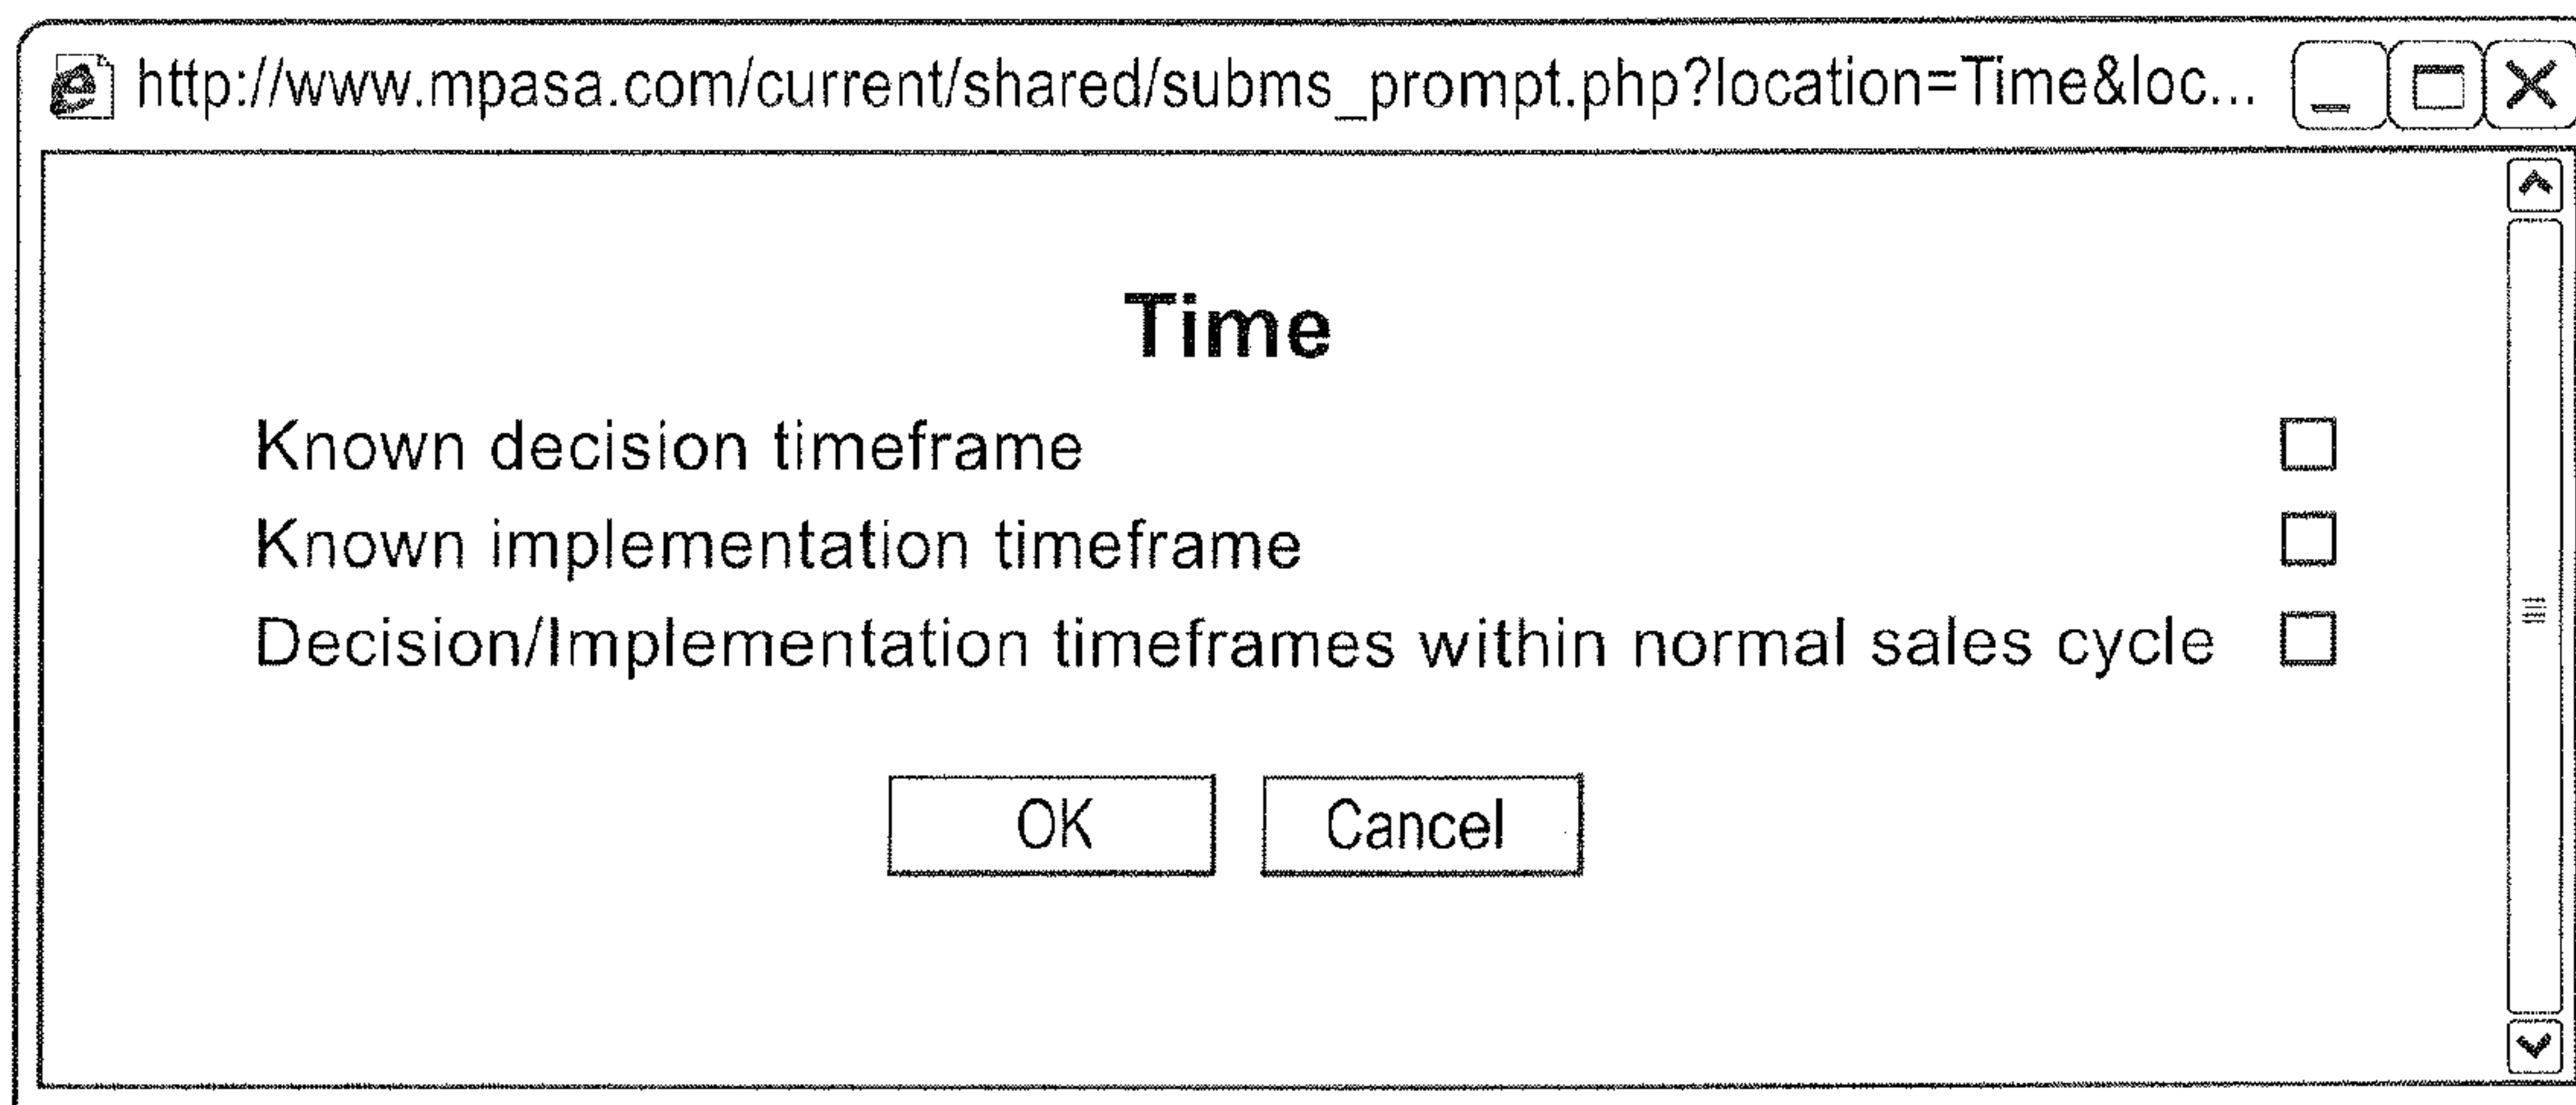 http://www.mpasa.com/current/shared/subms_prompt.php?location=Time&loc...
Time
Known decision timeframe
Known implementation timeframe
Decision/Implementation timeframes within normal sales cycle
OK Cancel